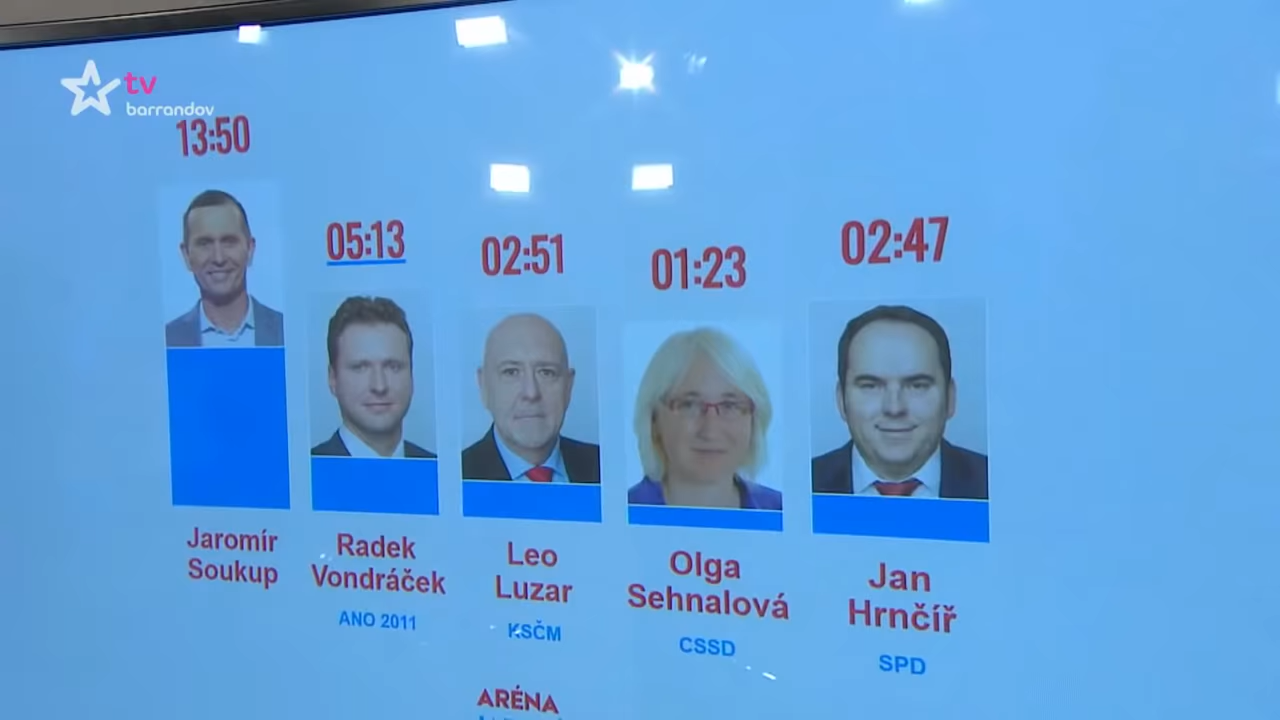 tv
barrandov
13:50
05:13
02:51
01:23
02:47
Jaromír
Soukup
Radek
Vondráček
ANO 2011
Leo
Luzar
KSČM
Olga
Sehnalová
CSSD
Jan
Hrnčíř
SPD
ARÉNA